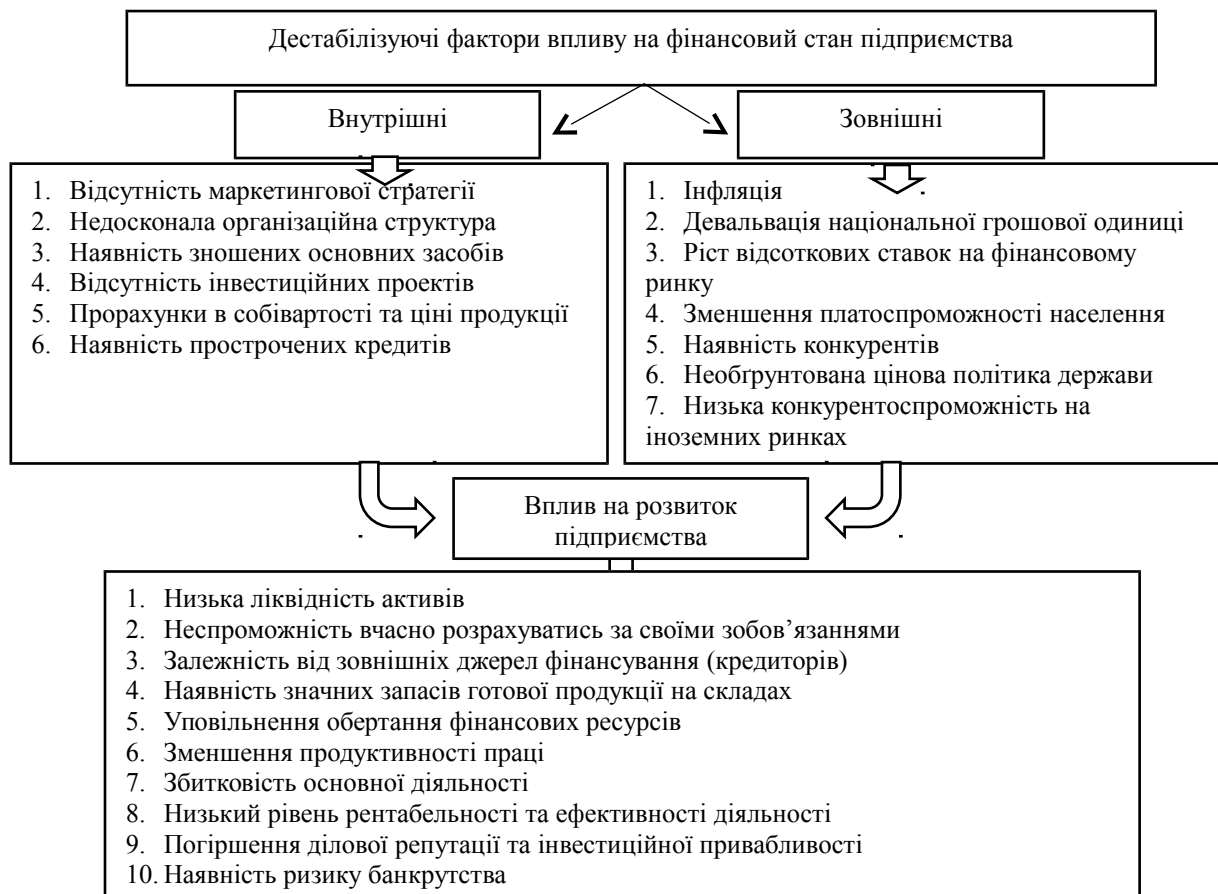 Дестабілізуючі фактори впливу на фінансовий стан підприємства
Внутрішні
Зовнішні
1. Відсутність маркетингової стратегії
2. Недосконала організаційна структура
3. Наявність зношених основних засобів
4. Відсутність інвестиційних проектів
5. Прорахунки в собівартості та ціні продукції
6. Наявність прострочених кредитів
1. Інфляція
2. Девальвація національної грошової одиниці
3. Ріст відсоткових ставок на фінансовому
ринку
4. Зменшення платоспроможності населення
5. Наявність конкурентів
6. Необґрунтована цінова політика держави
7. Низька конкурентоспроможність на
іноземних ринках
Вплив на розвиток
підприємства
1. Низька ліквідність активів
2. Неспроможність вчасно розрахуватись за своїми зобов’язаннями
3. Залежність від зовнішніх джерел фінансування (кредиторів)
4. Наявність значних запасів готової продукції на складах
5. Уповільнення обертання фінансових ресурсів
6. Зменшення продуктивності праці
7. Збитковість основної діяльності
8. Низький рівень рентабельності та ефективності діяльності
9. Погіршення ділової репутації та інвестиційної привабливості
10. Наявність ризику банкрутства